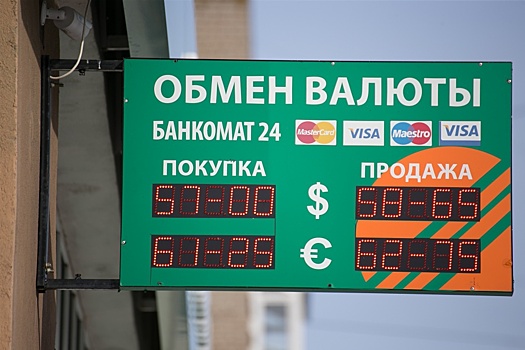 ОБМЕН ВАЛЮТЫ
БАНКОМАТ 24 MasterCard VISA Maestro VISA
ПОКУПКА ПРОДАЖА
57-00 $ 58-65
61-25 € 62-75